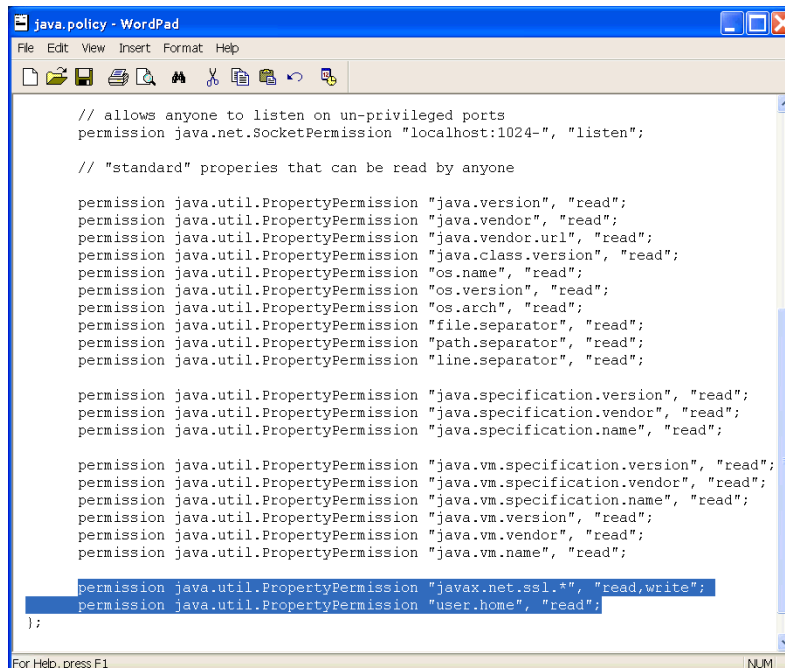 java.policy - WordPad
File Edit View Insert Format Help
// allows anyone to listen on un-privileged ports
permission java.net.SocketPermission "localhost:1024-", "listen";
// "standard" properies that can be read by anyone
permission java.util.PropertyPermission "java.version", "read";
permission java.util.PropertyPermission "java.vendor", "read";
permission java.util.PropertyPermission "java.vendor.url", "read";
permission java.util.PropertyPermission "java.class.version", "read";
permission java.util.PropertyPermission "os.name", "read";
permission java.util.PropertyPermission "os.version", "read";
permission java.util.PropertyPermission "os.arch", "read";
permission java.util.PropertyPermission "file.separator", "read";
permission java.util.PropertyPermission "path.separator", "read";
permission java.util.PropertyPermission "line.separator", "read";
permission java.util.PropertyPermission "java.specification.version", "read";
permission java.util.PropertyPermission "java.specification.vendor", "read";
permission java.util.PropertyPermission "java.specification.name", "read";
permission java.util.PropertyPermission "java.vm.specification.version", "read";
permission java.util.PropertyPermission "java.vm.specification.vendor", "read";
permission java.util.PropertyPermission "java.vm.specification.name", "read";
permission java.util.PropertyPermission "java.vm.version", "read";
permission java.util.PropertyPermission "java.vm.vendor", "read";
permission java.util.PropertyPermission "java.vm.name", "read";
permission java.util.PropertyPermission "javax.net.ssl.*", "read,write";
permission java.util.PropertyPermission "user.home", "read";
};
For Help, press F1 NUM